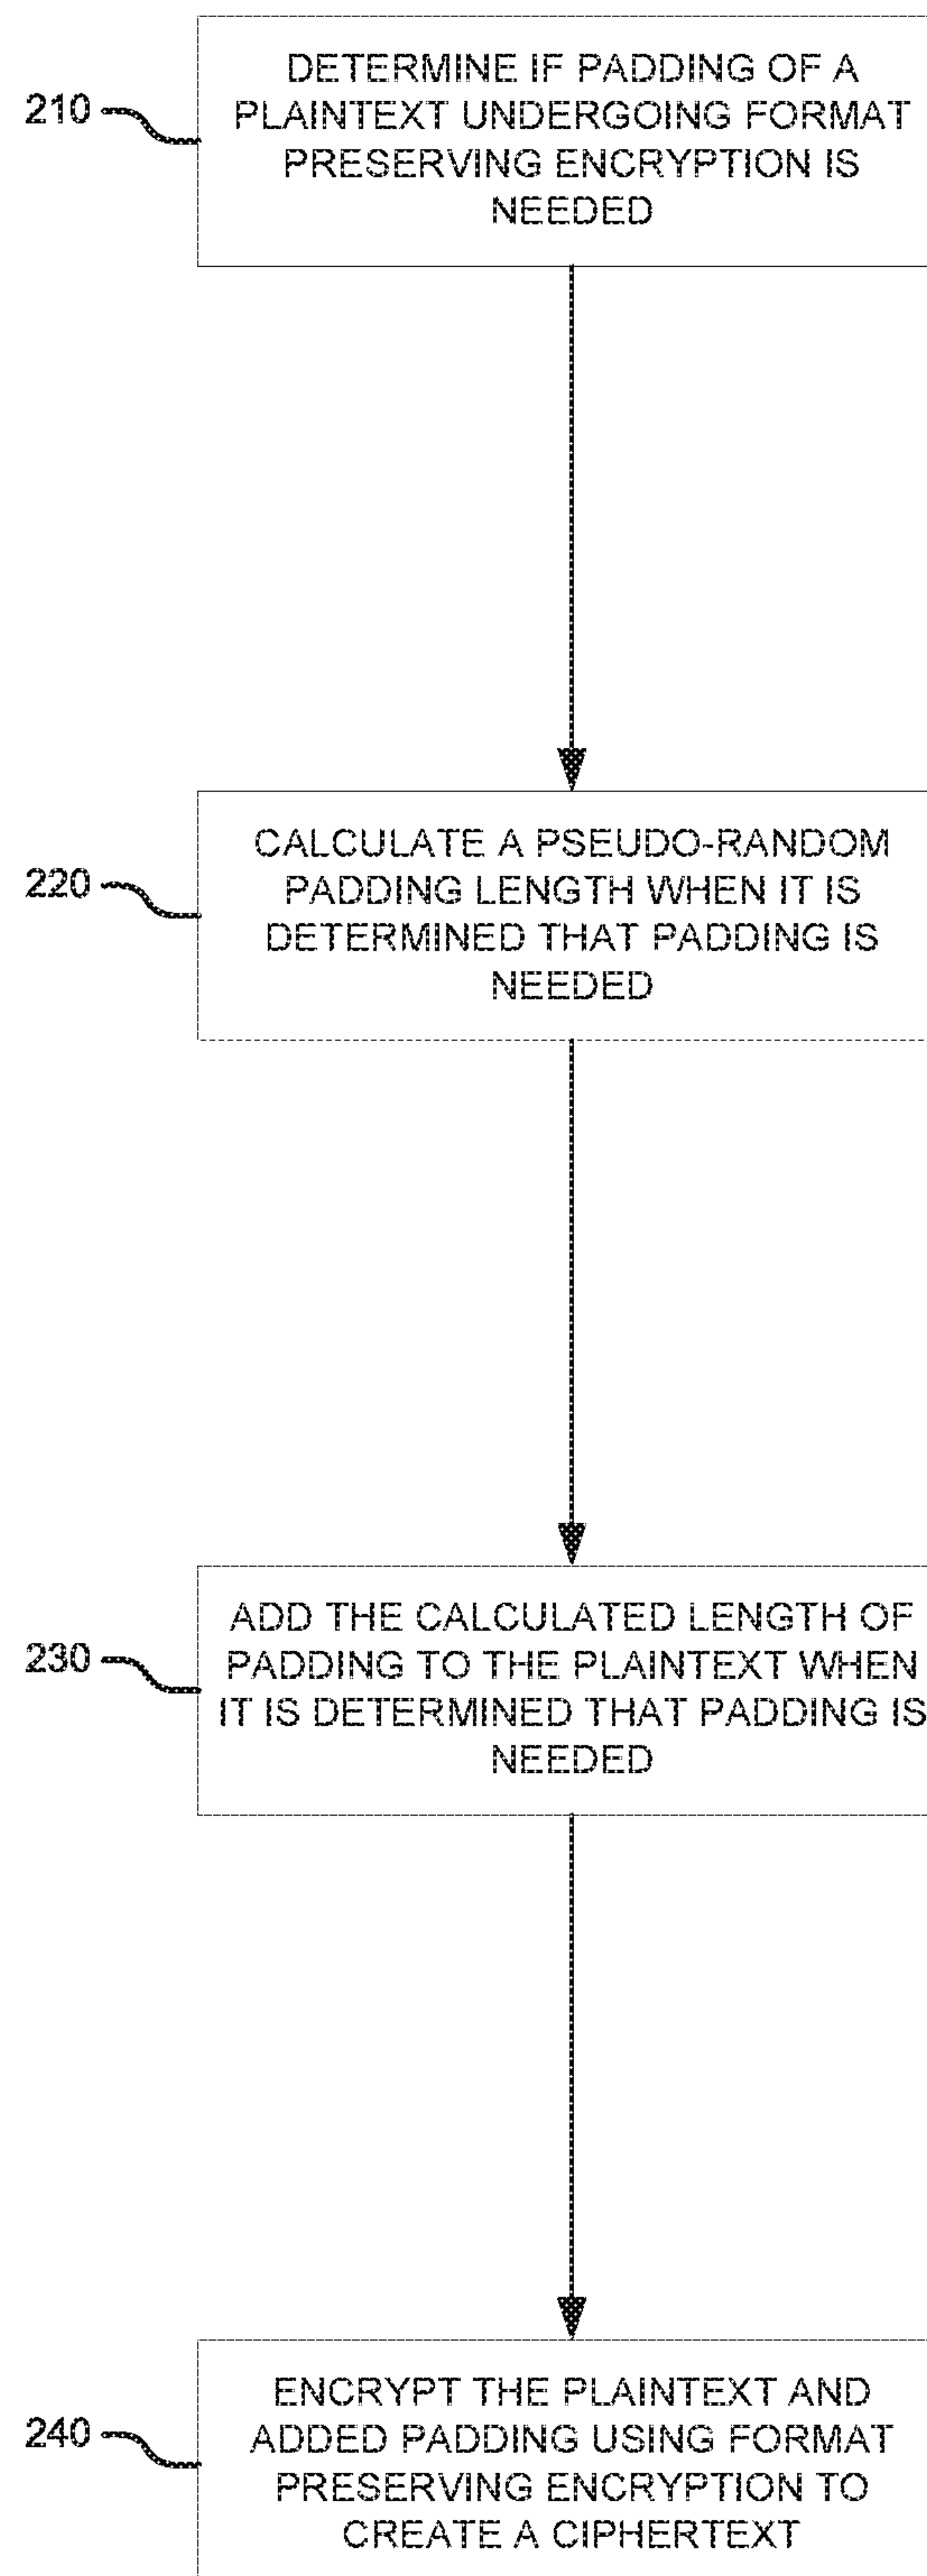 DETERMINE IF PADDING OF A
210
PLAINTEXT UNDERGOING FORMAT
PRESERVING ENCRYPTION IS
NEEDED
CALCULATE A PSEUDO-RANDOM
220
PADDING LENGTH WHEN IT IS
DETERMINED THAT PADDING IS
NEEDED
ADD THE CALCULATED LENGTH OF
230
PADDING TO THE PLAINTEXT WHEN
IT IS DETERMINED THAT PADDING IS
NEEDED
ENCRYPT THE PLAINTEXT AND
240
ADDED PADDING USING FORMAT
PRESERVING ENCRYPTION TO
CREATE A CIPHERTEXT